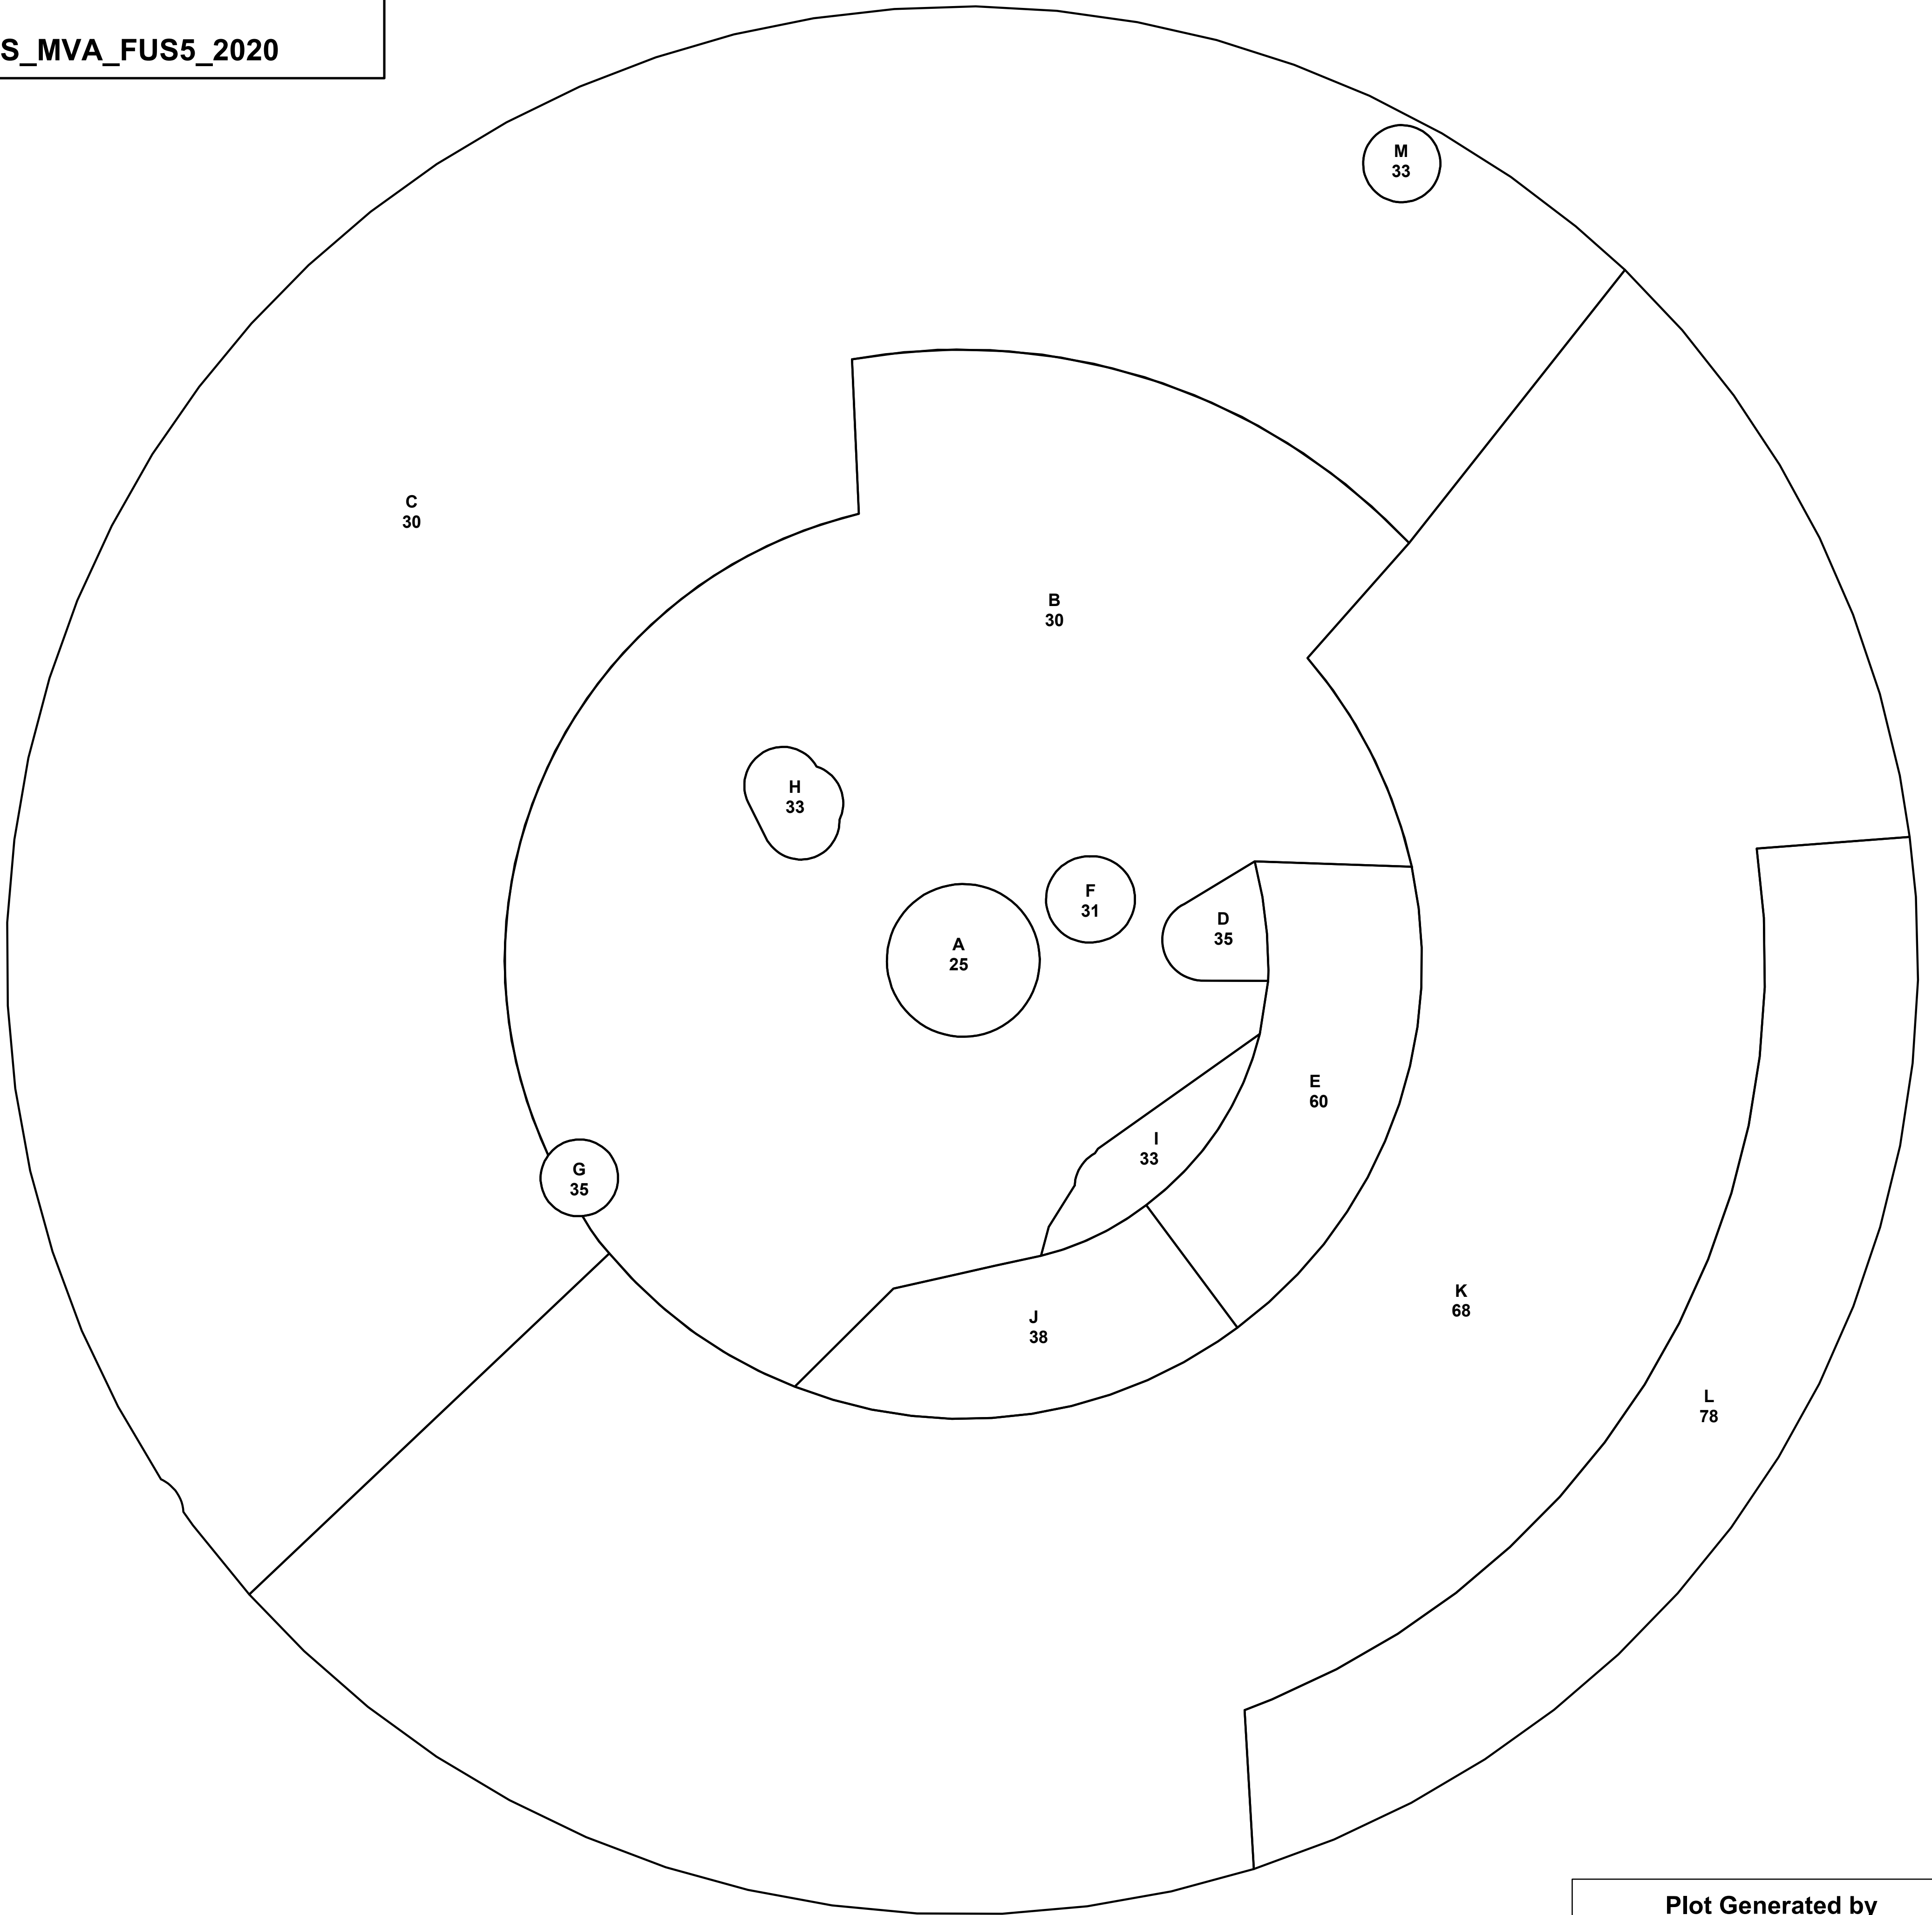 S_MVA_FUS5_2020
M
33
C
30
B
30
H
33
F
31
D
35
A
25
E
60
I
33
G
35
K
68
J
38
L
78
Plot Generated by